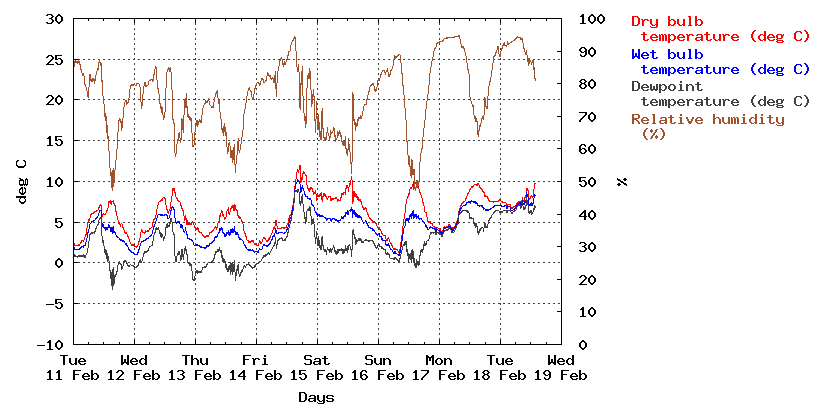 30
25
20
15
10
5
0
-5
-10
deg C
100
90
80
70
60
50
40
30
20
10
0
%
Tue Wed Thu Fri Sat Sun Mon Tue Wed
11 Feb 12 Feb 13 Feb 14 Feb 15 Feb 16 Feb 17 Feb 18 Feb 19 Feb
Days
Dry bulb
temperature (deg C)
Wet bulb
temperature (deg C)
Dewpoint
temperature (deg C)
Relative humidity
(%)